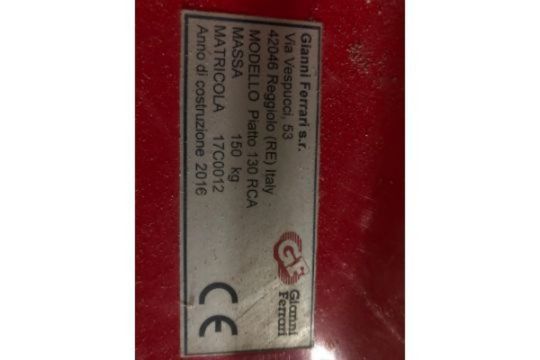 Gianni Ferrari s.r.
Via Vespucci, 53
42046 Reggiolo (RE) Italy
MODELLO Piatto 130 RCA
MASSA 150 kg
MATRICOLA 17C0012
Anno di costruzione 2016
GF
Gianni
Ferrari
CE